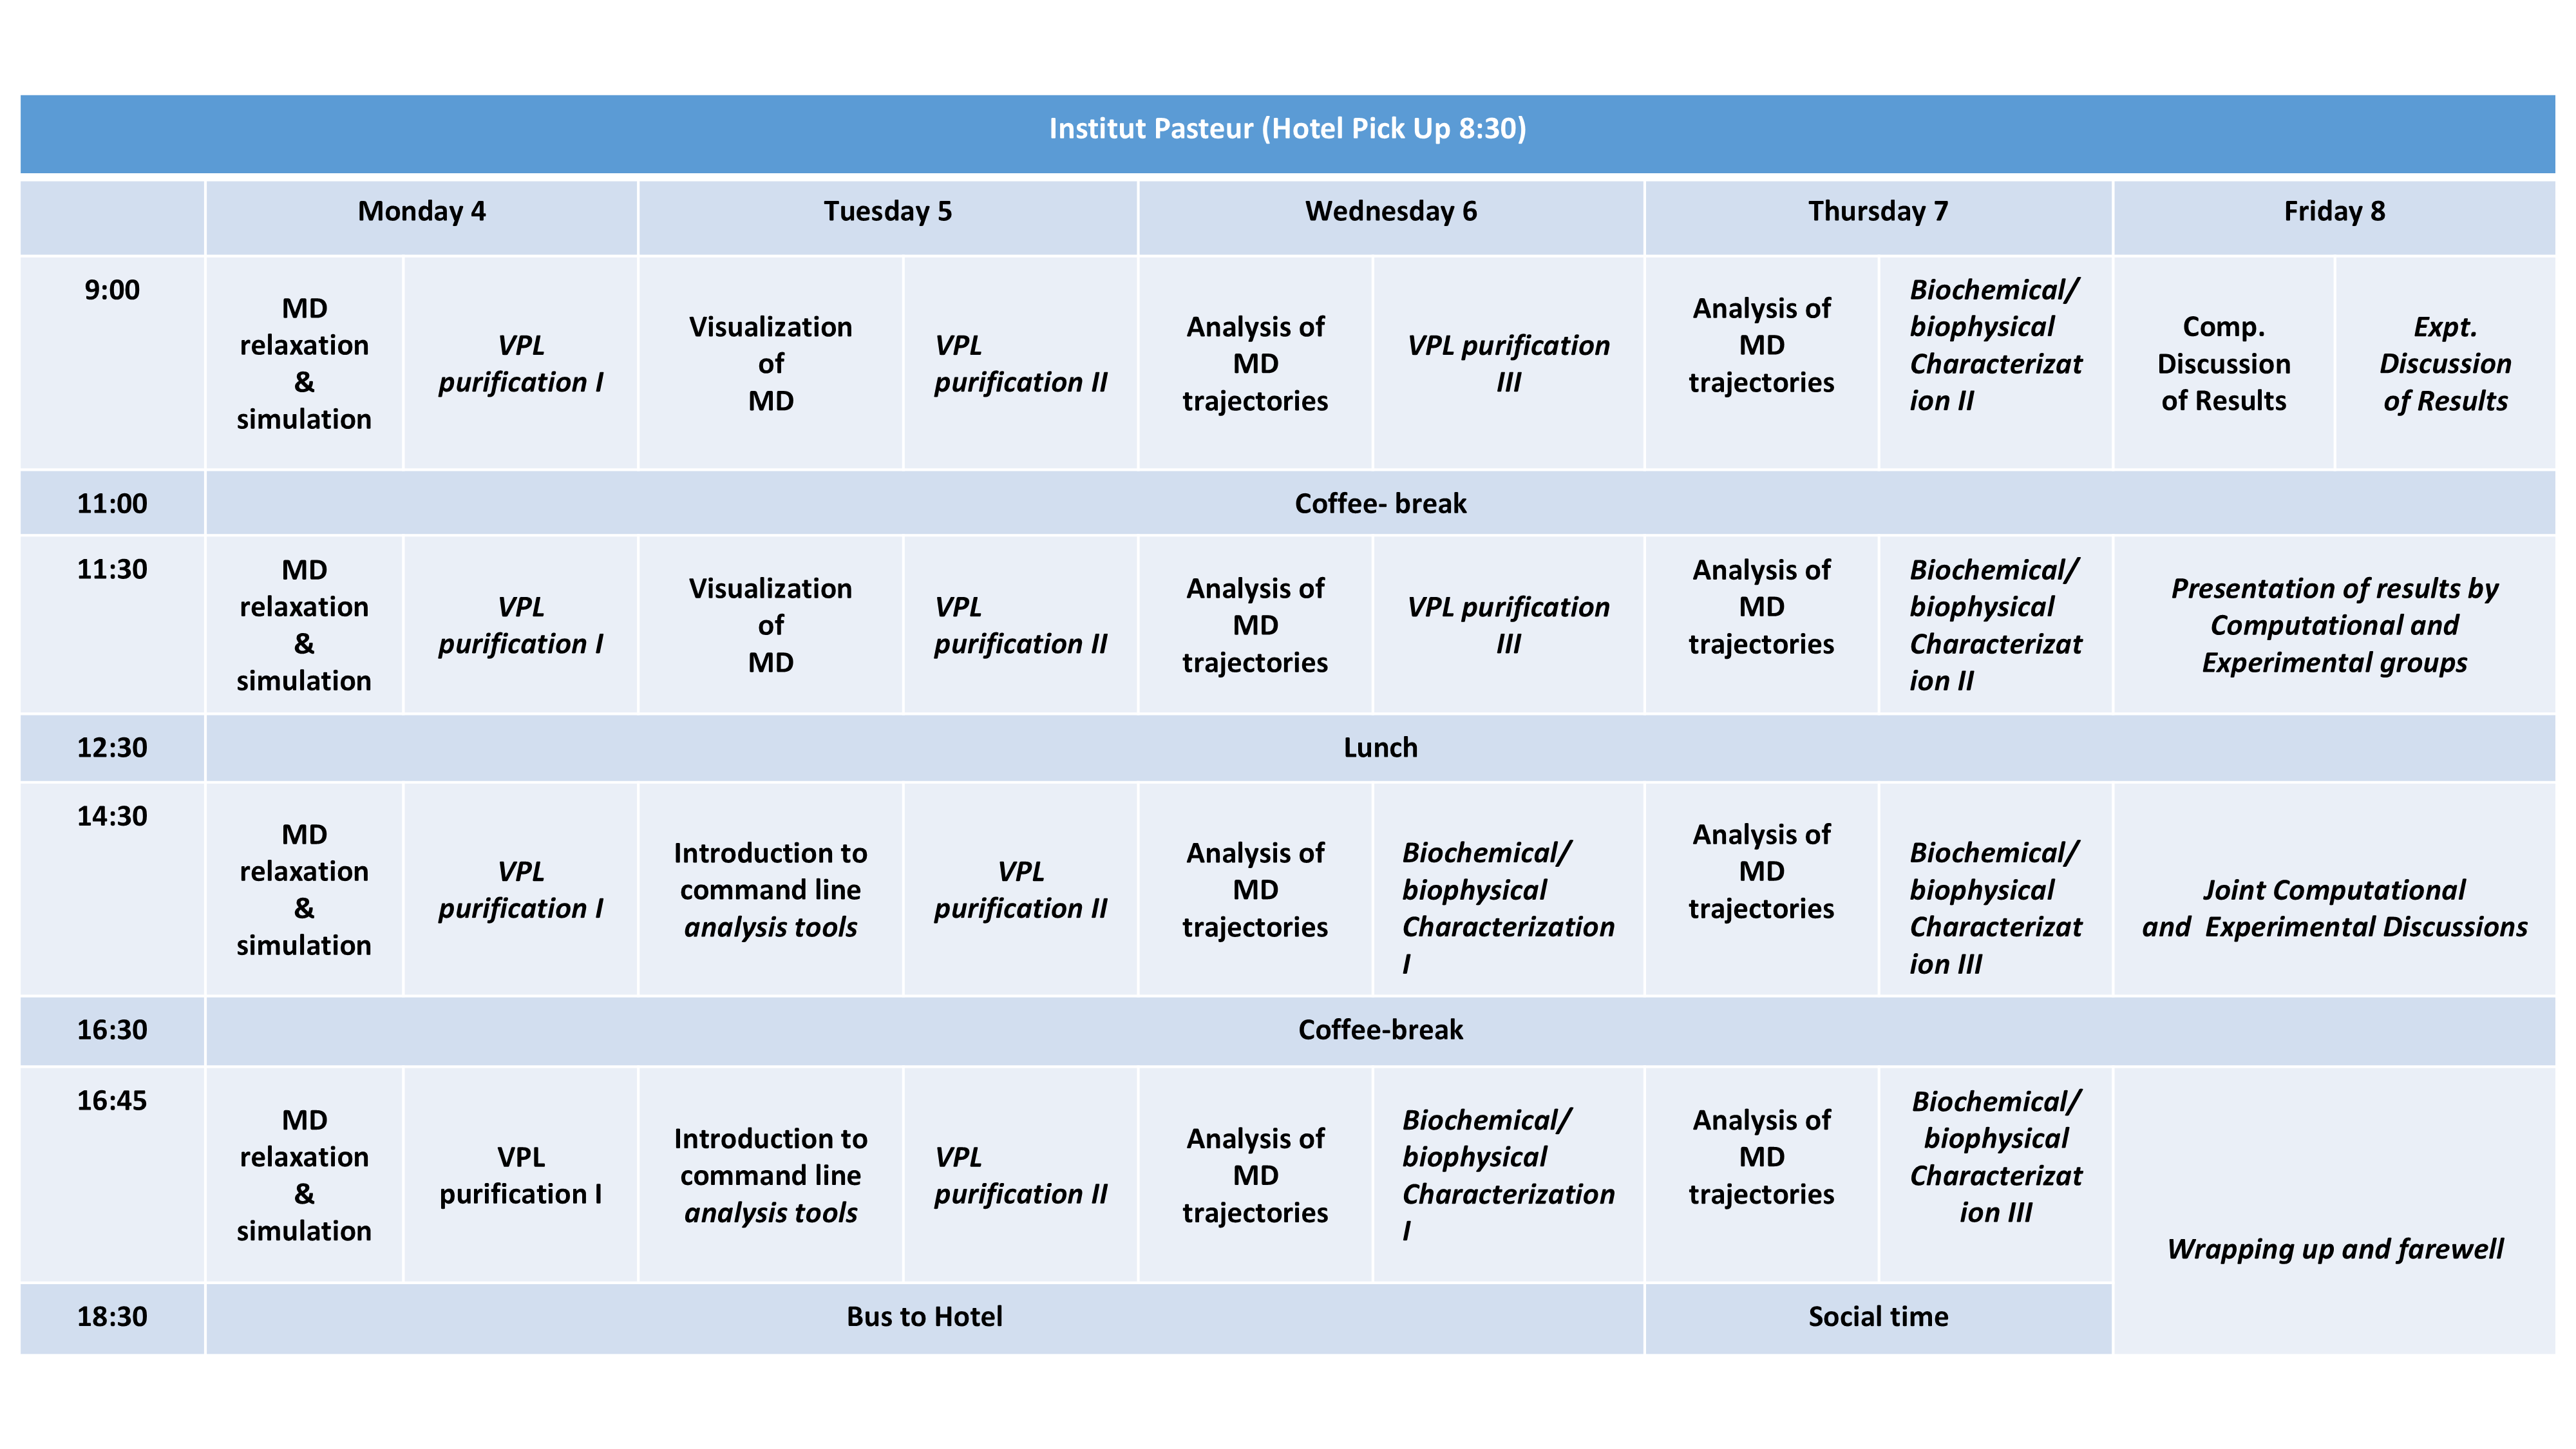 Institut Pasteur (Hotel Pick Up 8:30)
Monday 4
Tuesday 5
Wednesday 6
Thursday 7
Friday 8
9:00
MD
relaxation
&
simulation
VPL
purification I
Visualization
of
MD
VPL
purification II
Analysis of
MD
trajectories
VPL purification
III
Analysis of
MD
trajectories
Biochemical/
biophysical
Characterizat
ion II
Comp.
Discussion
of Results
Expt.
Discussion
of Results
11:00
Coffee- break
11:30
MD
relaxation
&
simulation
VPL
purification I
Visualization
of
MD
VPL
purification II
Analysis of
MD
trajectories
VPL purification
III
Analysis of
MD
trajectories
Biochemical/
biophysical
Characterizat
ion II
Presentation of results by
Computational and
Experimental groups
12:30
Lunch
14:30
MD
relaxation
&
simulation
VPL
purification I
Introduction to
command line
analysis tools
VPL
purification II
Analysis of
MD
trajectories
Biochemical/
biophysical
Characterization
I
Analysis of
MD
trajectories
Biochemical/
biophysical
Characterizat
ion III
Joint Computational
and  Experimental Discussions
16:30
Coffee-break
16:45
MD
relaxation
&
simulation
VPL
purification I
Introduction to
command line
analysis tools
VPL
purification II
Analysis of
MD
trajectories
Biochemical/
biophysical
Characterization
I
Analysis of
MD
trajectories
Biochemical/
biophysical
Characterizat
ion III
Wrapping up and farewell
18:30
Bus to Hotel
Social time